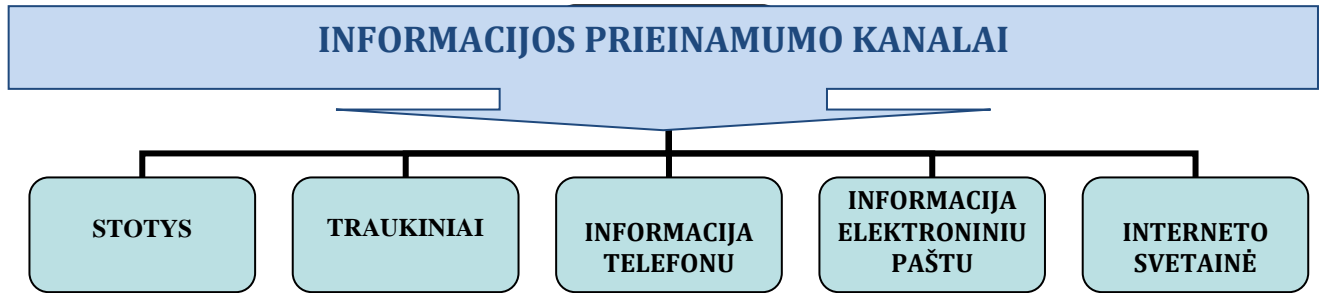 INFORMACIJOS PRIEINAMUMO KANALAI
STOTYS
TRAUKINIAI
INFORMACIJA
TELEFONU
INFORMACIJA
ELEKTRONINIU
PAŠTU
INTERNETO
SVETAINĖ